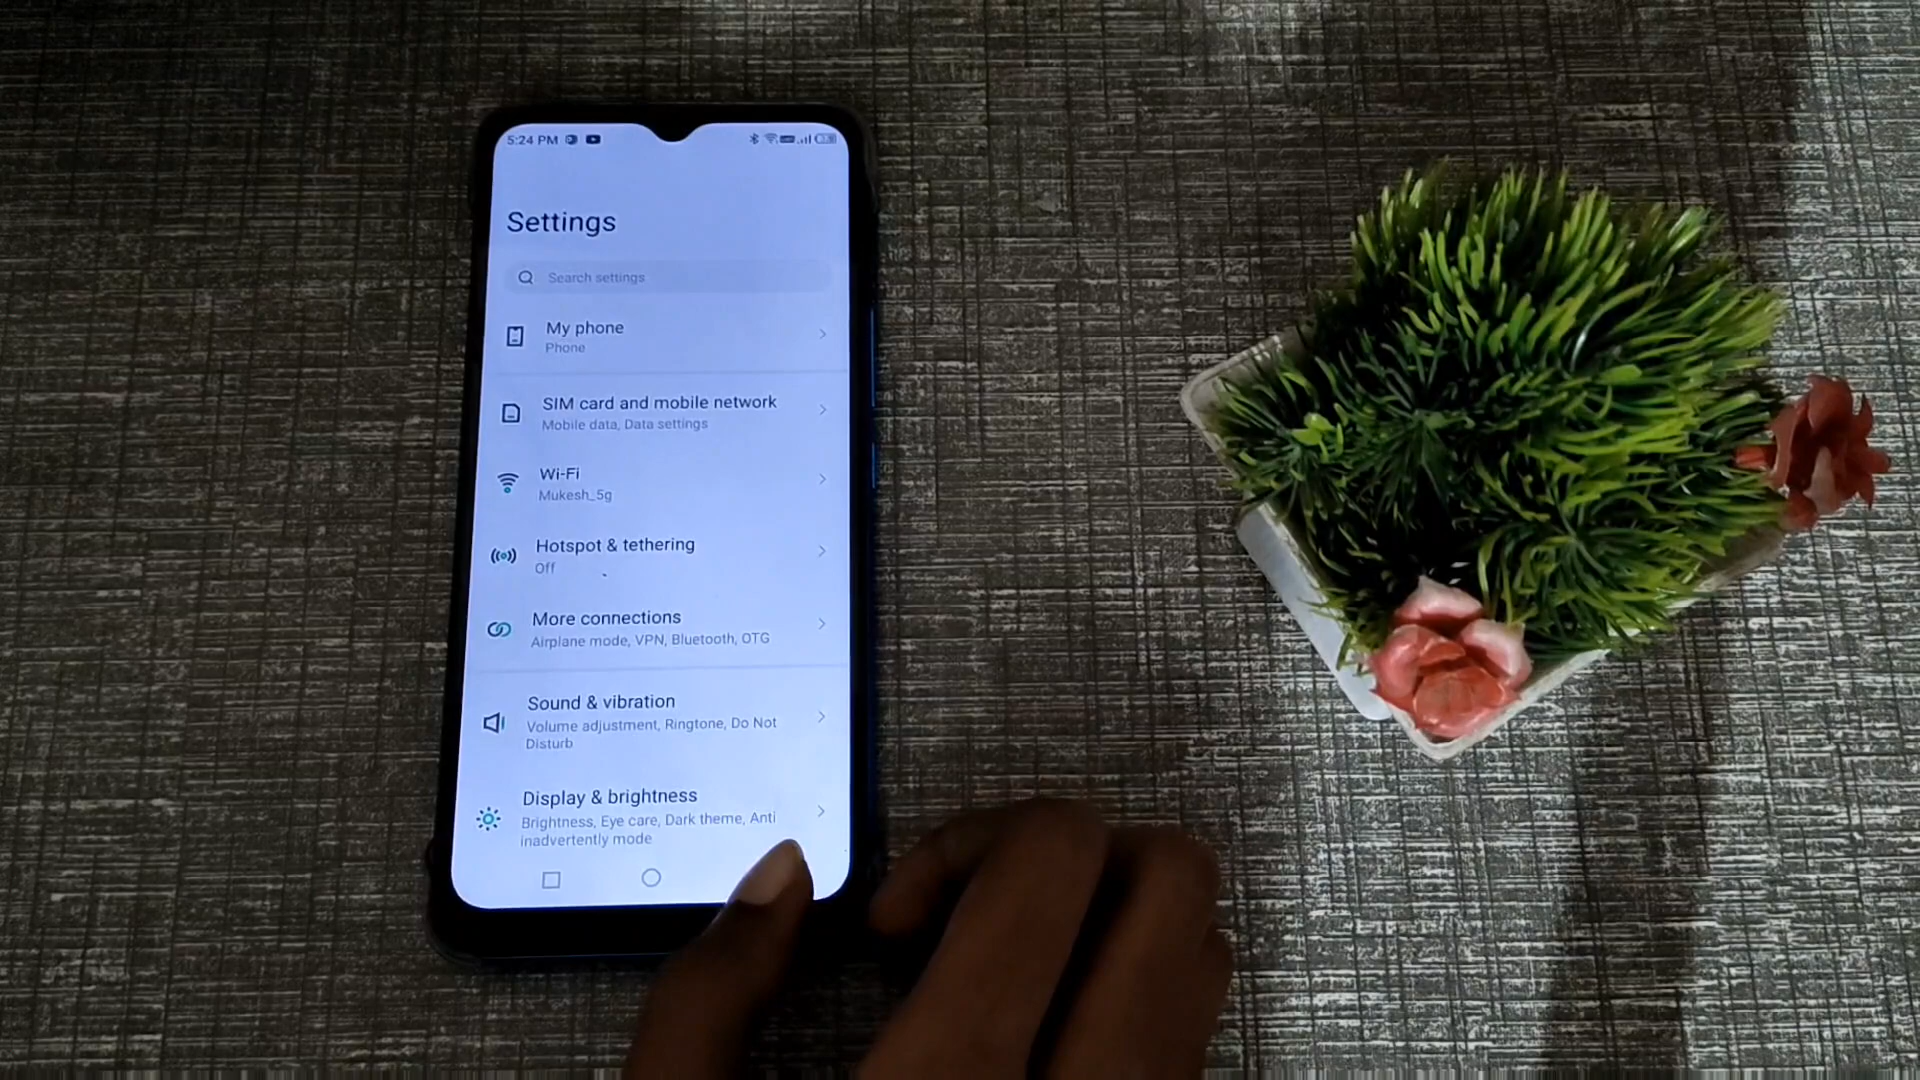 5:24 PM
Settings
Search settings
My phone
Phone
SIM card and mobile network
Mobile data, Data settings
Wi-Fi
Mukesh_5g
Hotspot & tethering
Off
More connections
Airplane mode, VPN, Bluetooth, OTG
Sound & vibration
Volume adjustment, Ringtone, Do Not
Disturb
Display & brightness
Brightness, Eye care, Dark theme, Anti
inadvertently mode